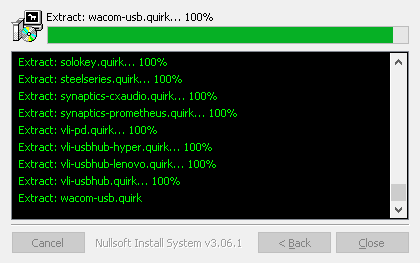 Extract: wacom-usb.quirk... 100%
Extract: solokey.quirk... 100%
Extract: steelseries.quirk... 100%
Extract: synaptics-cxaudio.quirk... 100%
Extract: synaptics-prometheus.quirk... 100%
Extract: vli-pd.quirk... 100%
Extract: vli-usbhub-hyper.quirk... 100%
Extract: vli-usbhub-lenovo.quirk... 100%
Extract: vli-usbhub.quirk... 100%
Extract: wacom-usb.quirk
Cancel Nullsoft Install System v3.06.1 < Back Close